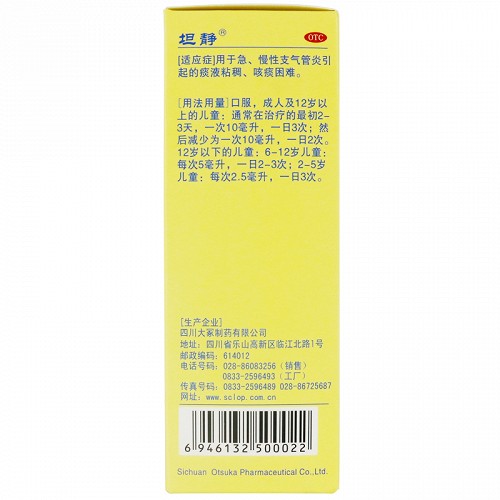 坦静®
OTC
[适应症]用于急、慢性支气管炎引
起的痰液粘稠、咳痰困难。
[用法用量]口服，成人及12岁以
上的儿童：通常在治疗的最初2-
3天，一次10毫升，一日3次；然
后减少为一次10毫升，一日2次。
12岁以下的儿童：6-12岁儿童：
每次5毫升，一日2-3次；2-5岁
儿童：每次2.5毫升，一日3次。
[生产企业]
四川大冢制药有限公司
地址：四川省乐山高新区临江北路1号
邮政编码：614012
电话号码：028-86083256（销售）
0833-2596493（工厂）
传真号码：0833-2596489 028-86725687
网址：www.sclop.com.cn
6 946132 500022
Sichuan Otsuka Pharmaceutical Co.,Ltd.